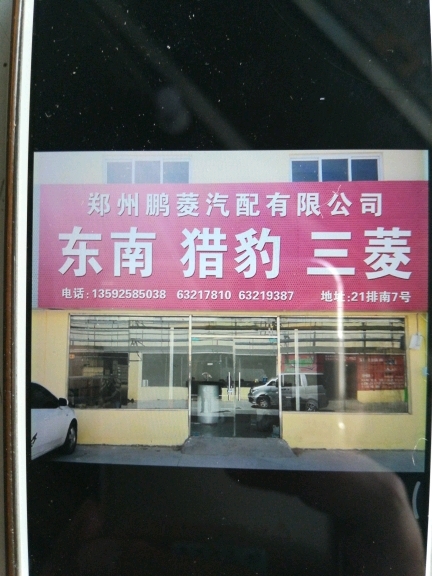 郑州鹏菱汽配有限公司
东南 猎豹 三菱
电话:13592585038 63217810 63219387 地址:21排南7号